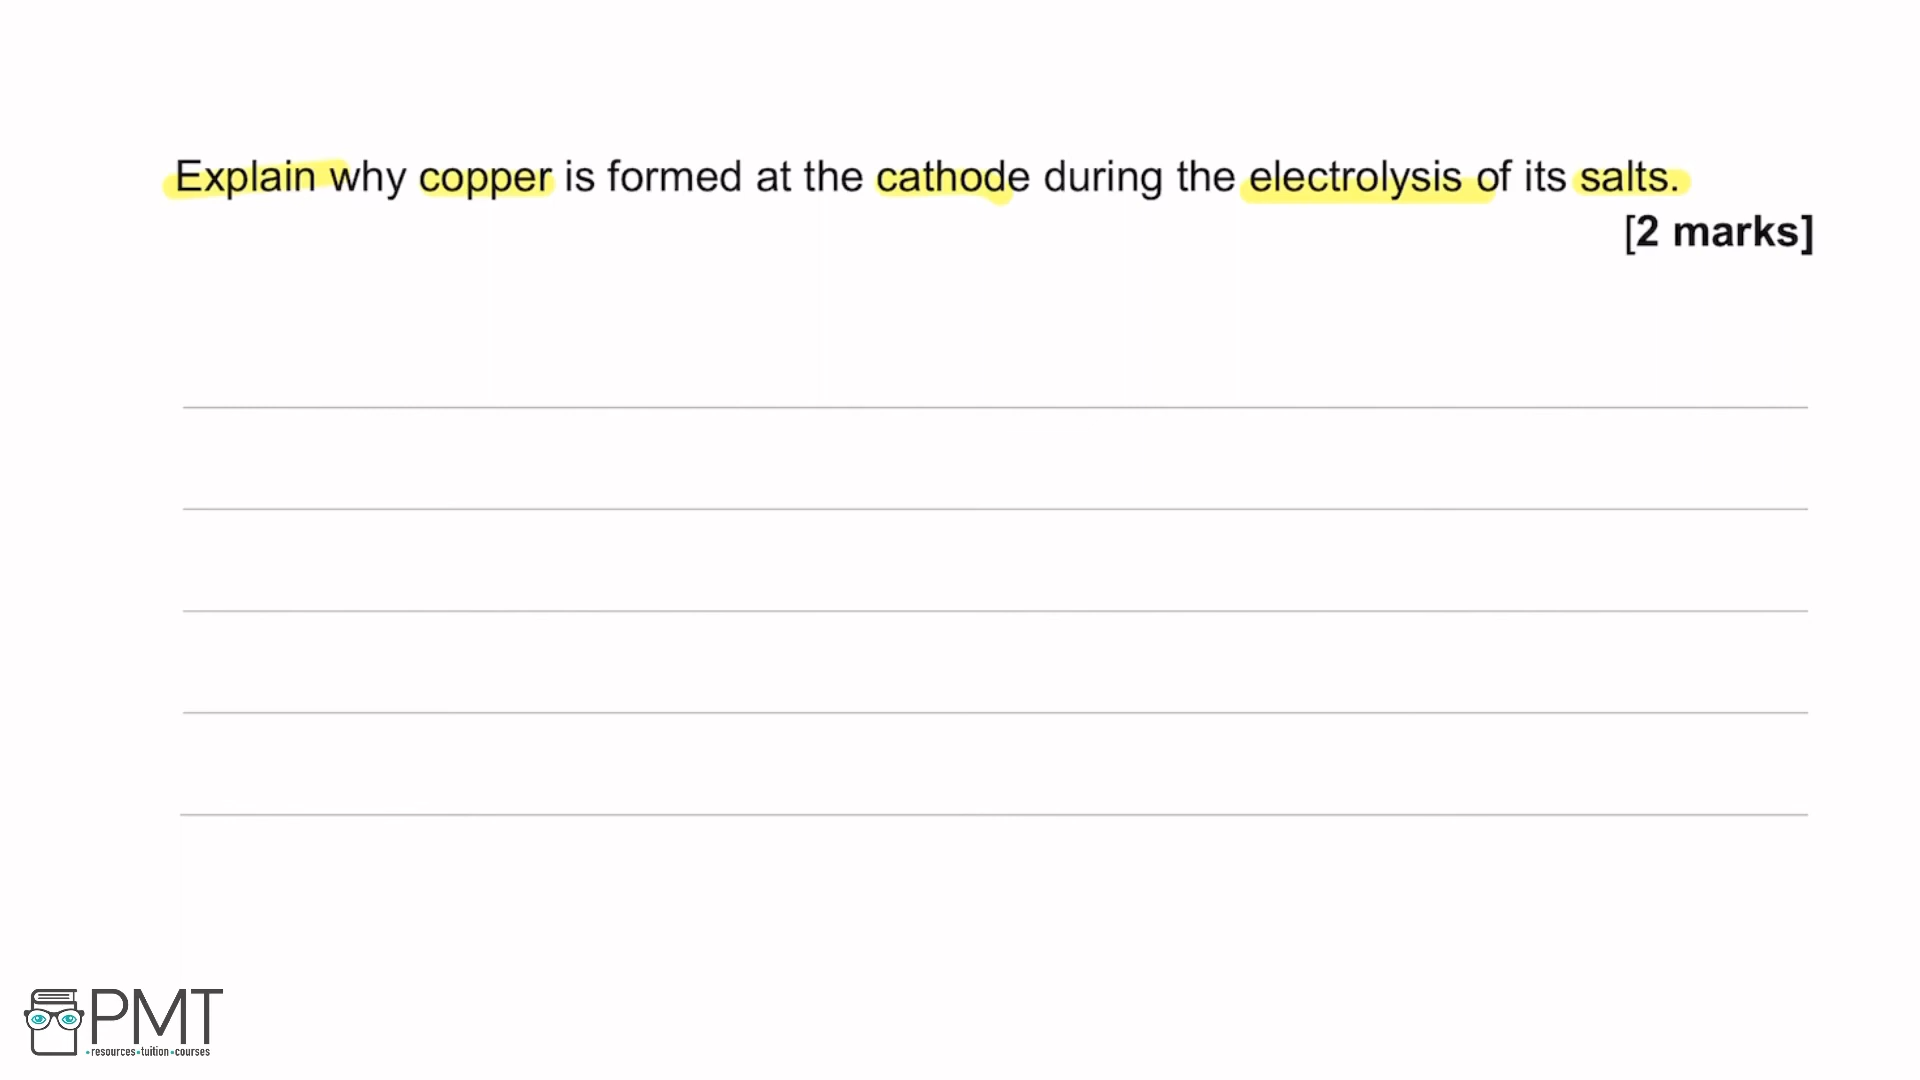 Explain why copper is formed at the cathode during the electrolysis of its salts.
[2 marks]
PMT
•resources•tuition•courses